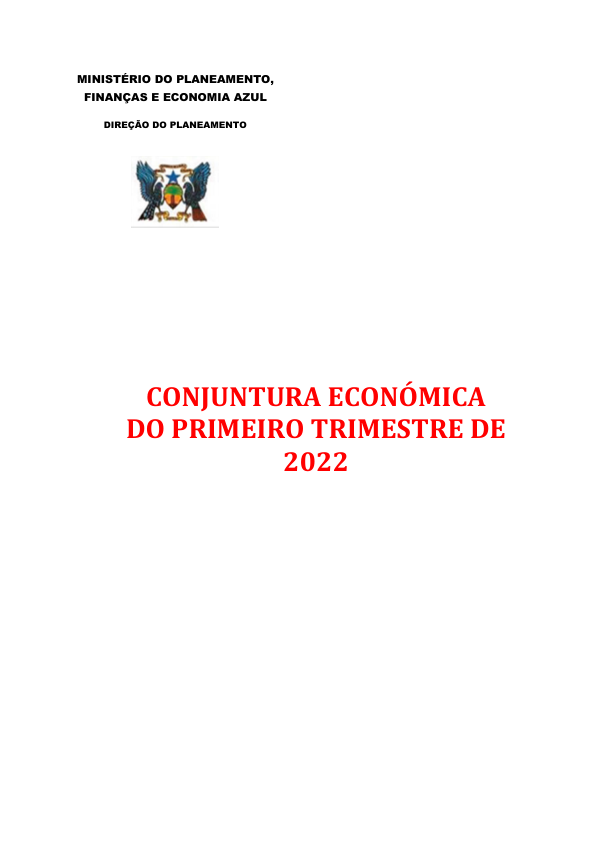 MINISTÉRIO DO PLANEAMENTO,
FINANÇAS E ECONOMIA AZUL
DIREÇÃO DO PLANEAMENTO
CONJUNTURA ECONÓMICA
DO PRIMEIRO TRIMESTRE DE
2022